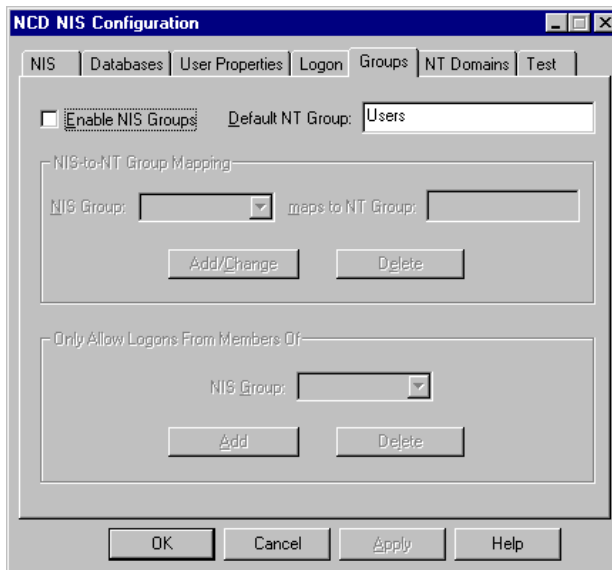 NCD NIS Configuration
NIS Databases User Properties Logon Groups NT Domains Test
Enable NIS Groups Default NT Group: Users
NIS-to-NT Group Mapping
NIS Group: maps to NT Group:
Add/Change Delete
Only Allow Logons From Members Of
NIS Group:
Add Delete
OK Cancel Apply Help